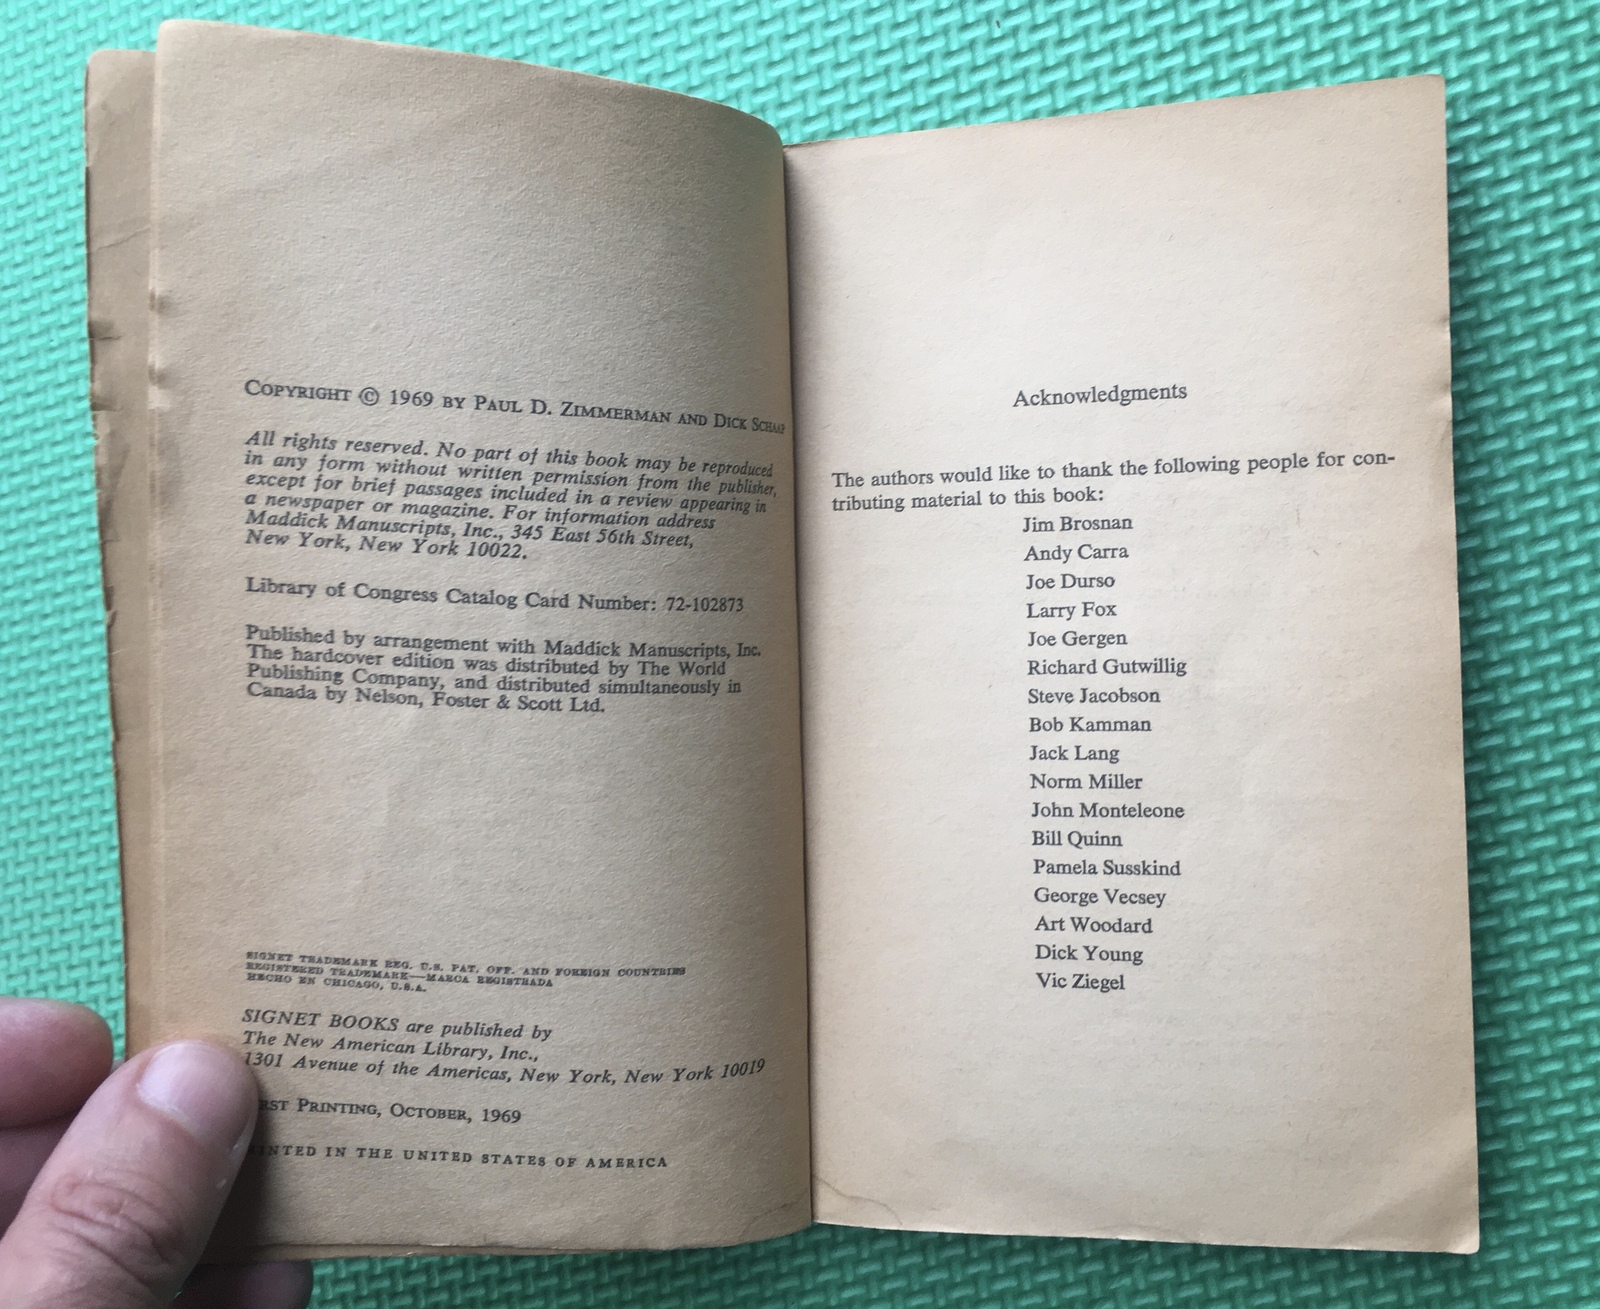 COPYRIGHT © 1969 BY PAUL D. ZIMMERMAN AND DICK SCHAAP
All rights reserved. No part of this book may be reproduced
in any form without written permission from the publisher,
except for brief passages included in a review appearing in
a newspaper or magazine. For information address
Maddick Manuscripts, Inc., 345 East 56th Street,
New York, New York 10022.
Library of Congress Catalog Card Number: 72-102873
Published by arrangement with Maddick Manuscripts, Inc.
The hardcover edition was distributed by The World
Publishing Company, and distributed simultaneously in
Canada by Nelson, Foster & Scott Ltd.
SIGNET TRADEMARK REG. U.S. PAT. OFF. AND FOREIGN COUNTRIES
REGISTERED TRADEMARK—MARCA REGISTRADA
HECHO EN CHICAGO, U.S.A.
SIGNET BOOKS are published by
The New American Library, Inc.,
1301 Avenue of the Americas, New York, New York 10019
RST PRINTING, OCTOBER, 1969
INTED IN THE UNITED STATES OF AMERICA
Acknowledgments
The authors would like to thank the following people for con-
tributing material to this book:
Jim Brosnan
Andy Carra
Joe Durso
Larry Fox
Joe Gergen
Richard Gutwillig
Steve Jacobson
Bob Kamman
Jack Lang
Norm Miller
John Monteleone
Bill Quinn
Pamela Susskind
George Vecsey
Art Woodard
Dick Young
Vic Ziegel